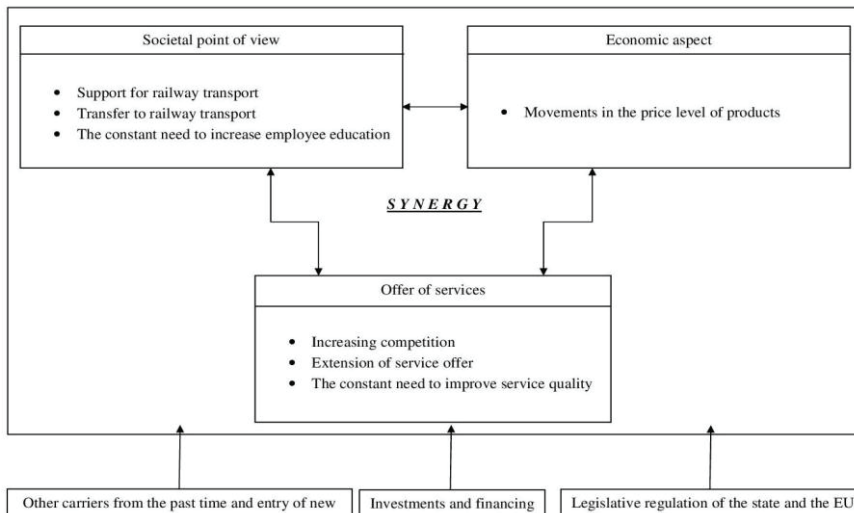 Societal point of view
• Support for railway transport
• Transfer to railway transport
• The constant need to increase employee education
Economic aspect
• Movements in the price level of products
S Y N E R G Y
Offer of services
• Increasing competition
• Extension of service offer
• The constant need to improve service quality
Other carriers from the past time and entry of new
Investments and financing
Legislative regulation of the state and the EU